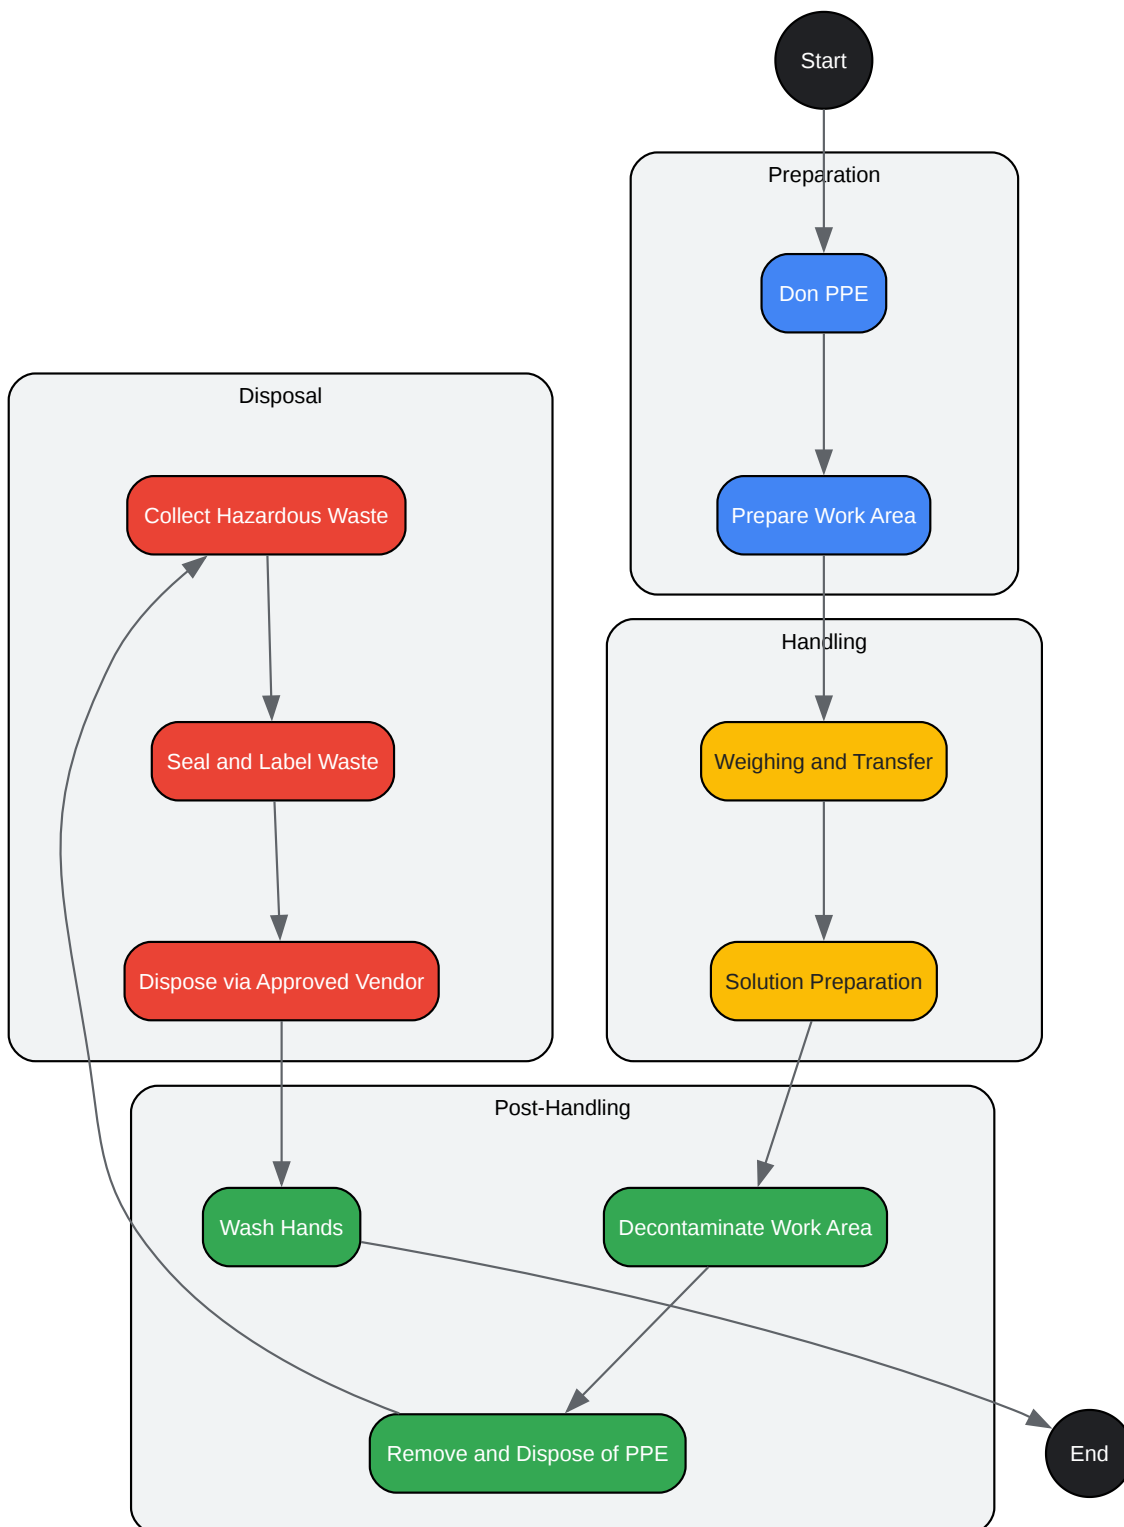 Start
Preparation
Don PPE
Disposal
Collect Hazardous Waste
Prepare Work Area
Handling
Seal and Label Waste
Weighing and Transfer
Dispose via Approved Vendor
Solution Preparation
Post-Handling
Wash Hands
Decontaminate Work Area
Remove and Dispose of PPE
End